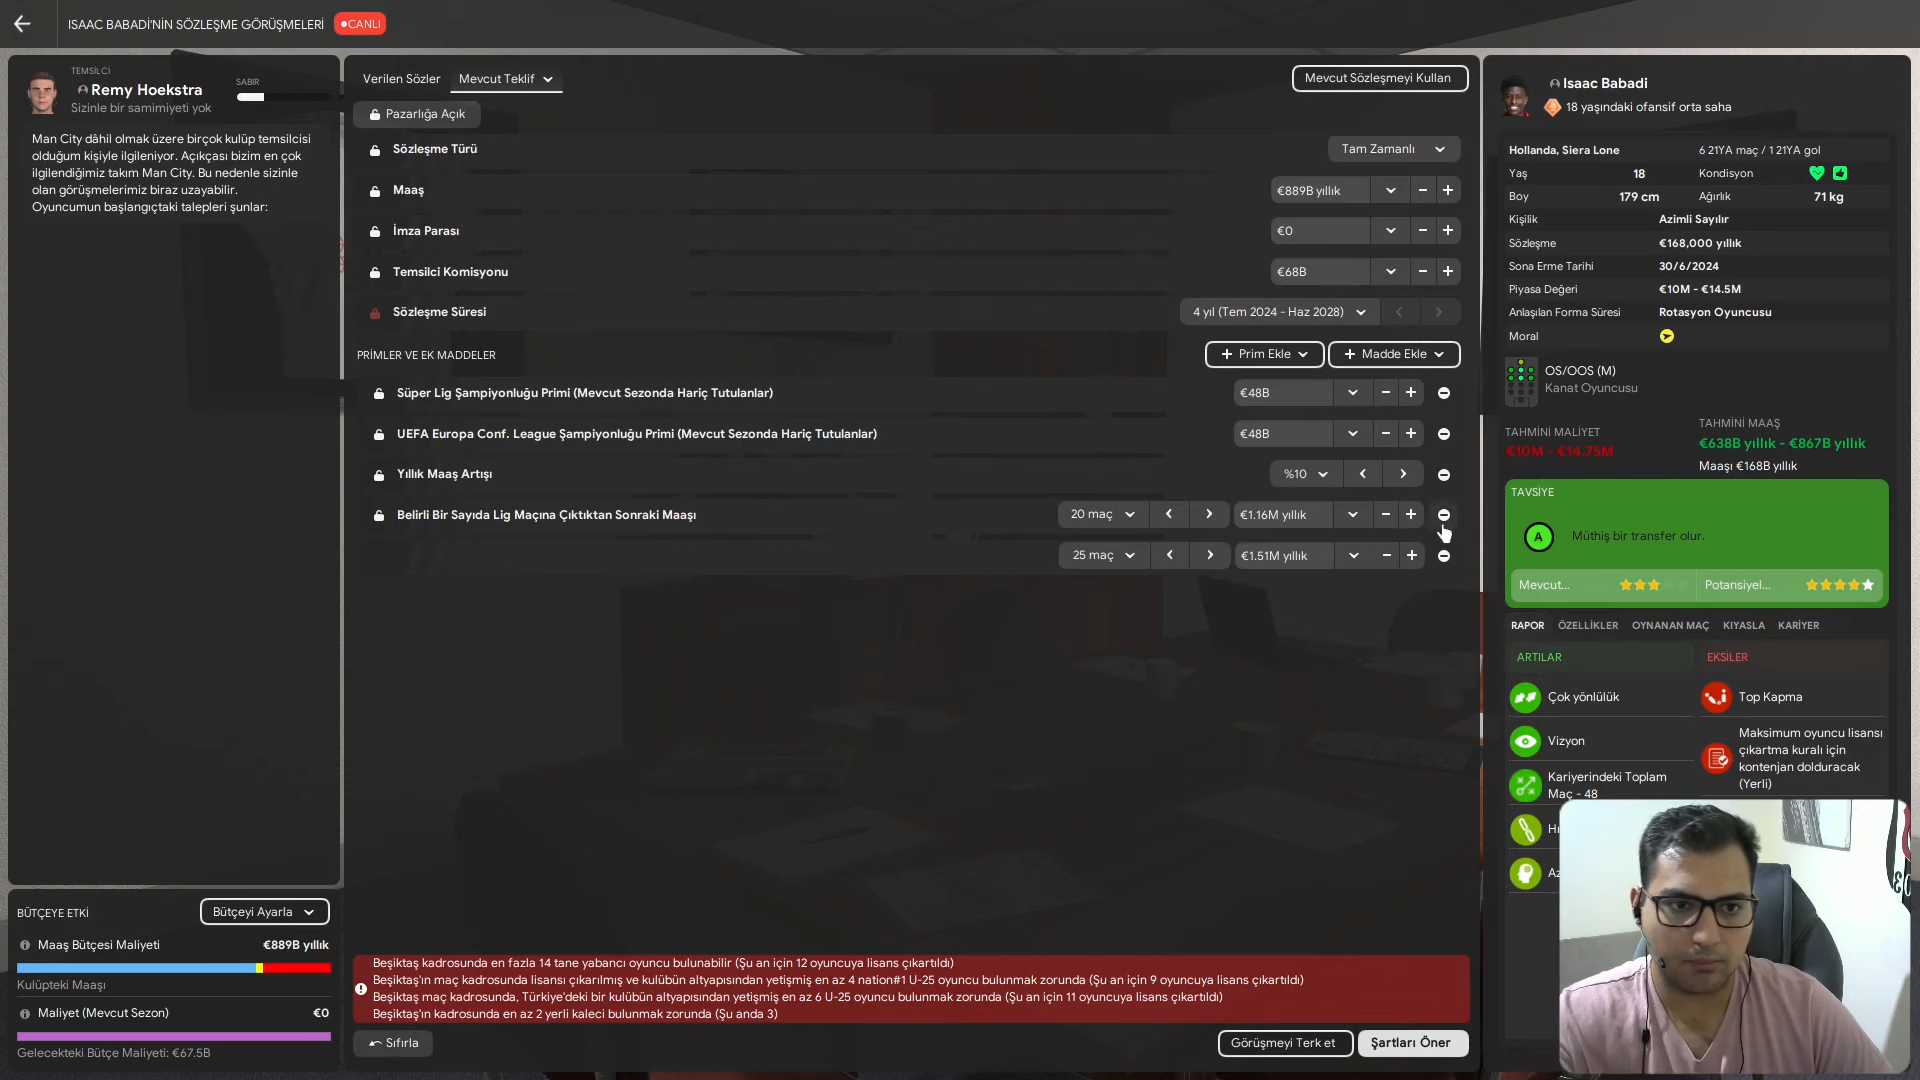 ISAAC BABADİ'NİN SÖZLEŞME GÖRÜŞMELERİ
CANLI
TEMSİLCİ
Remy Hoekstra
Sizinle bir samimiyeti yok
SABIR
Man City dâhil olmak üzere birçok kulüp temsilcisi
olduğum kişiyle ilgileniyor. Açıkçası bizim en çok
ilgilendiğimiz takım Man City. Bu nedenle sizinle
olan görüşmelerimiz biraz uzayabilir.
Oyuncumun başlangıçtaki talepleri şunlar:
BÜTÇEYE ETKİ
Bütçeyi Ayarla
Maaş Bütçesi Maliyeti €889B yıllık
Kulüpteki Maaşı
Maliyet (Mevcut Sezon) €0
Gelecekteki Bütçe Maliyeti: €67.5B
Verilen Sözler
Mevcut Teklif
Mevcut Sözleşmeyi Kullan
Pazarlığa Açık
Sözleşme Türü Tam Zamanlı
Maaş €889B yıllık
İmza Parası €0
Temsilci Komisyonu €68B
Sözleşme Süresi 4 yıl (Tem 2024 - Haz 2028)
PRİMLER VE EK MADDELER
Prim Ekle
Madde Ekle
Süper Lig Şampiyonluğu Primi (Mevcut Sezonda Hariç Tutulanlar) €48B
UEFA Europa Conf. League Şampiyonluğu Primi (Mevcut Sezonda Hariç Tutulanlar) €48B
Yıllık Maaş Artışı %10
Belirli Bir Sayıda Lig Maçına Çıktıktan Sonraki Maaşı 20 maç €1.16M yıllık
25 maç €1.51M yıllık
Beşiktaş kadrosunda en fazla 14 tane yabancı oyuncu bulunabilir (Şu an için 12 oyuncuya lisans çıkartıldı)
Beşiktaş'ın maç kadrosunda lisansı çıkarılmış ve kulübün altyapısından yetişmiş en az 4 nation#1 U-25 oyuncu bulunmak zorunda (Şu an için 9 oyuncuya lisans çıkartıldı)
Beşiktaş maç kadrosunda, Türkiye'deki bir kulübün altyapısından yetişmiş en az 6 U-25 oyuncu bulunmak zorunda (Şu an için 11 oyuncuya lisans çıkartıldı)
Beşiktaş'ın kadrosunda en az 2 yerli kaleci bulunmak zorunda (Şu anda 3)
Sıfırla
Görüşmeyi Terk et
Şartları Öner
Isaac Babadi
18 yaşındaki ofansif orta saha
Hollanda, Siera Lone 6 21YA maç / 1 21YA gol
Yaş 18 Kondisyon
Boy 179 cm Ağırlık 71 kg
Kişilik Azimli Sayılır
Sözleşme €168,000 yıllık
Sona Erme Tarihi 30/6/2024
Piyasa Değeri €10M - €14.5M
Anlaşılan Forma Süresi Rotasyon Oyuncusu
Moral
OS/OOS (M)
Kanat Oyuncusu
TAHMİNİ MALİYET
€10M - €14.75M
TAHMİNİ MAAŞ
€638B yıllık - €867B yıllık
Maaşı €168B yıllık
TAVSİYE
A
Müthiş bir transfer olur.
Mevcut...
Potansiyel...
RAPOR ÖZELLİKLER OYNANAN MAÇ KIYASLA KARİYER
ARTILAR
EKSİLER
Çok yönlülük
Top Kapma
Vizyon
Maksimum oyuncu lisansı
çıkartma kuralı için
kontenjan dolduracak
(Yerli)
Kariyerindeki Toplam
Maç - 48